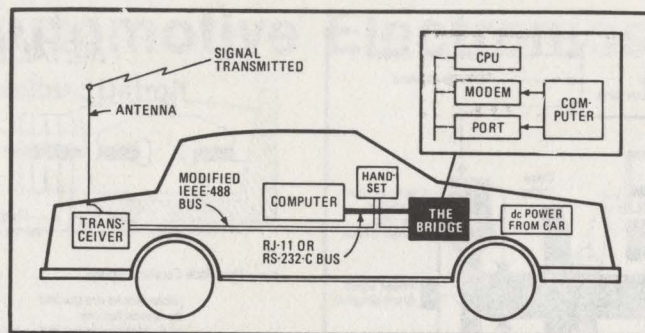 SIGNAL
TRANSMITTED
ANTENNA
CPU
MODEM
PORT
COM-
PUTER
MODIFIED
IEEE-488
BUS
COMPUTER
HAND-
SET
TRANS-
CEIVER
THE
BRIDGE
dc POWER
FROM CAR
RJ-11 OR
RS-232-C BUS